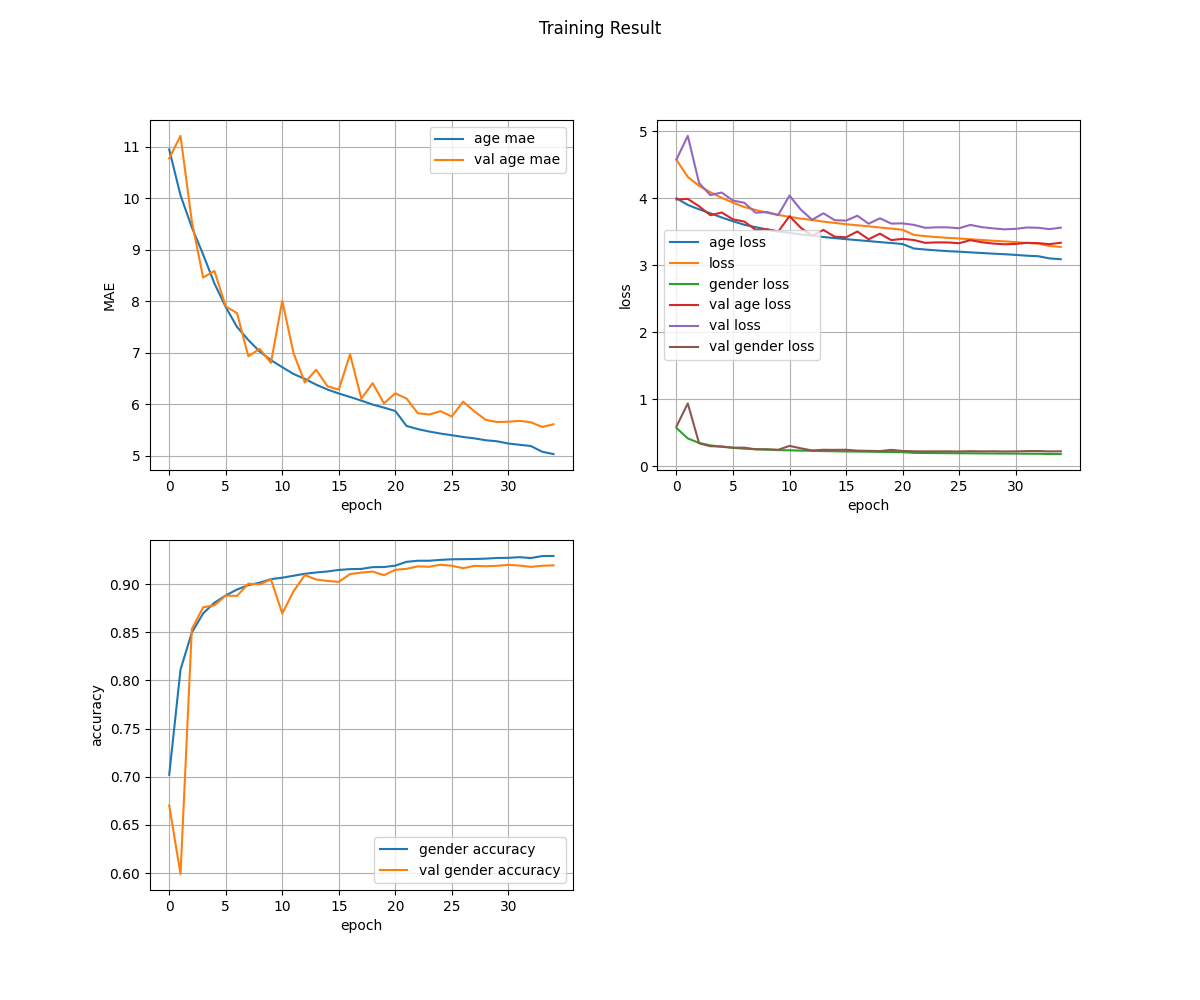 Training Result
11
10
9
8
7
6
5
MAE
age mae
val age mae
0 5 10 15 20 25 30
epoch
5
4
3
2
1
0
loss
age loss
loss
gender loss
val age loss
val loss
val gender loss
0 5 10 15 20 25 30
epoch
0.90
0.85
0.80
0.75
0.70
0.65
0.60
accuracy
gender accuracy
val gender accuracy
0 5 10 15 20 25 30
epoch